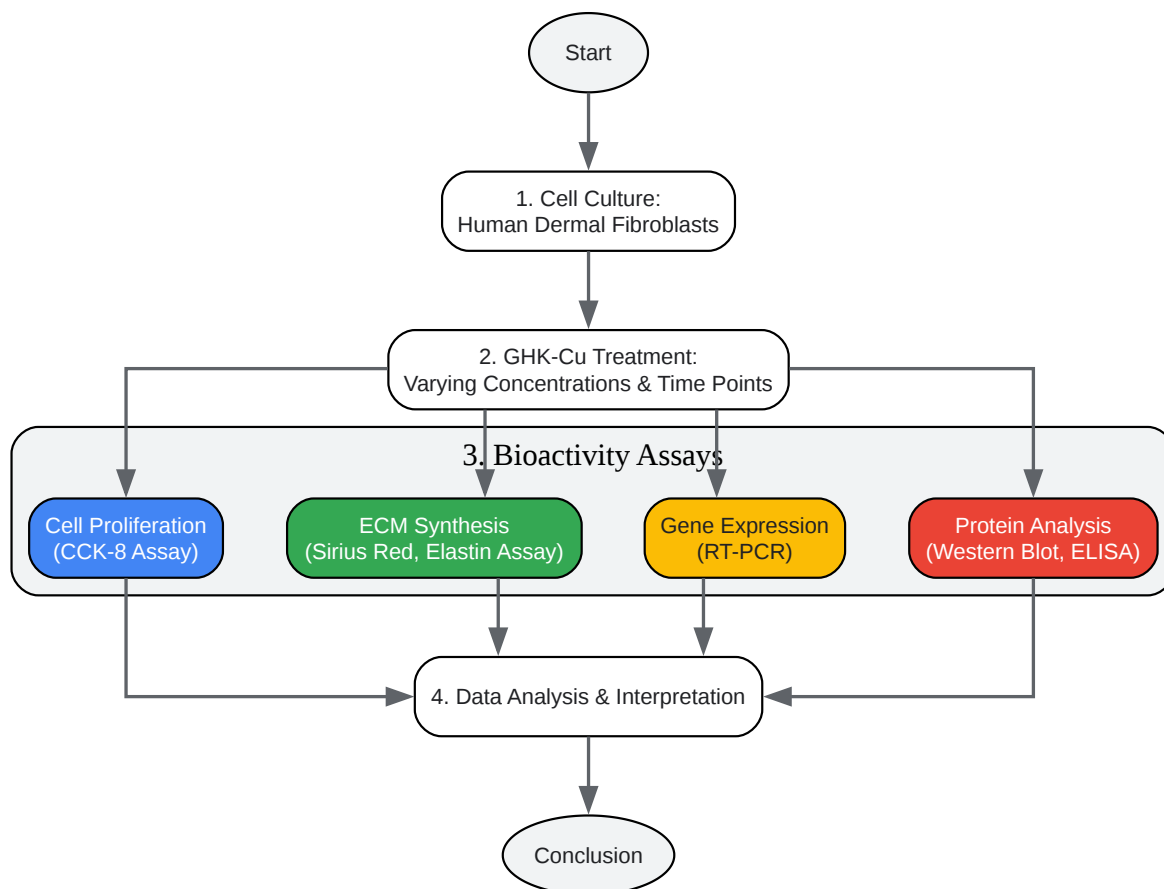 Start
1. Cell Culture:
Human Dermal Fibroblasts
2. GHK-Cu Treatment:
Varying Concentrations & Time Points
3. Bioactivity Assays
Cell Proliferation
(CCK-8 Assay)
ECM Synthesis
(Sirius Red, Elastin Assay)
Gene Expression
(RT-PCR)
Protein Analysis
(Western Blot, ELISA)
4. Data Analysis & Interpretation
Conclusion